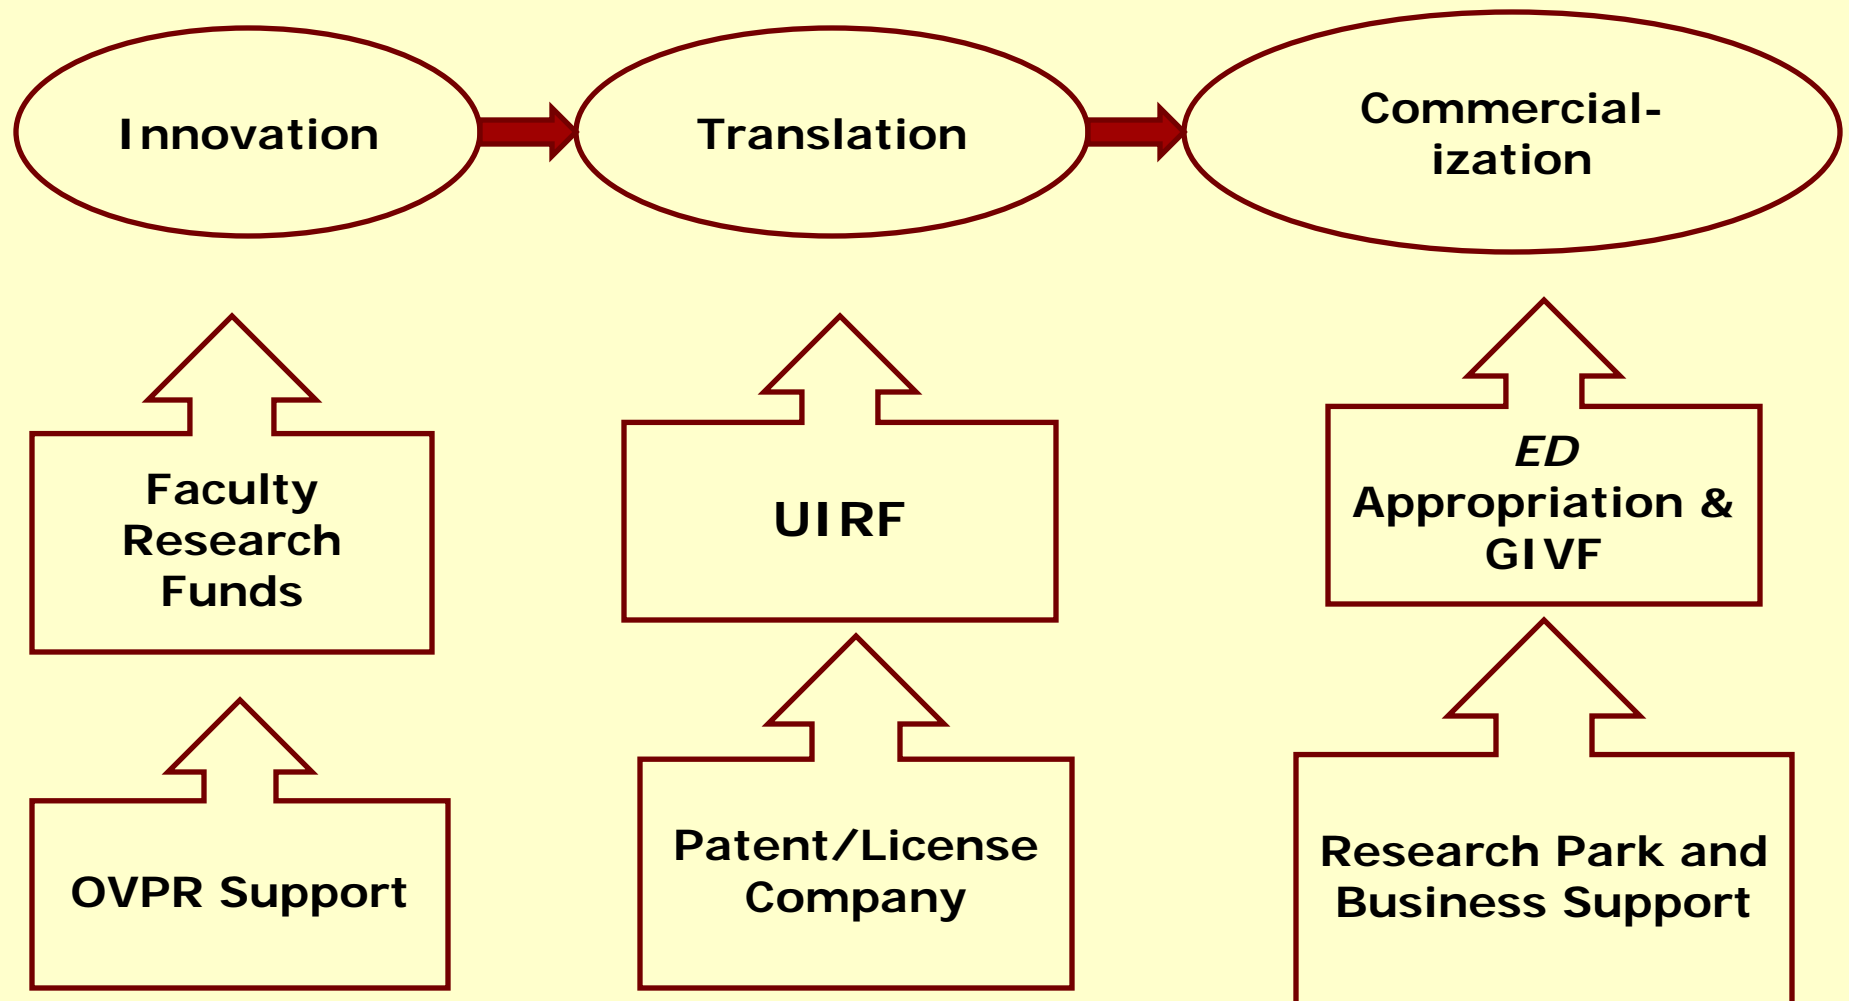 Innovation
Translation
Commercial-
ization
Faculty
Research
Funds
UIRF
ED
Appropriation &
GIVF
OVPR Support
Patent/License
Company
Research Park and
Business Support